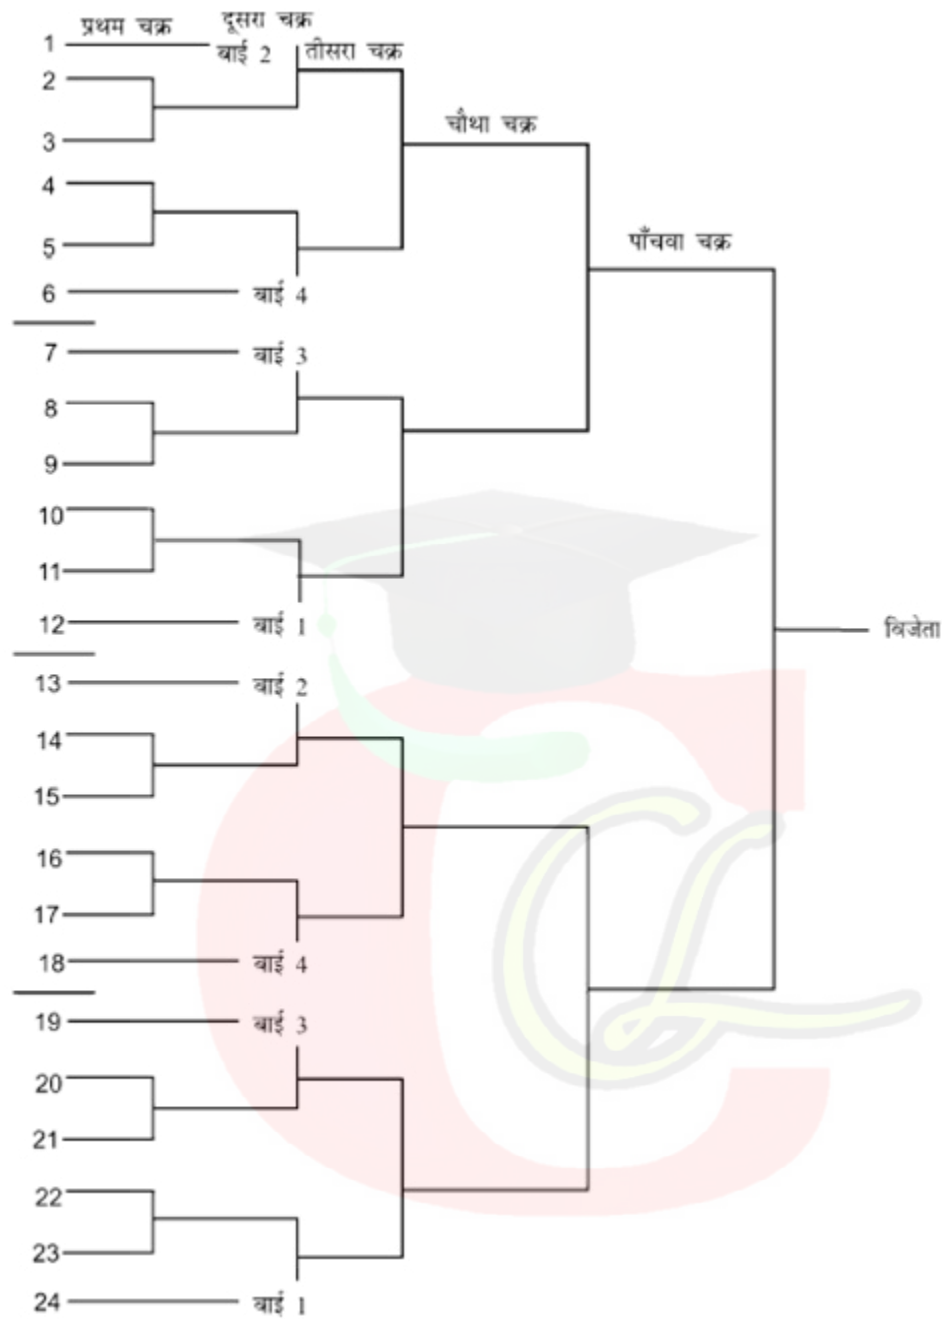 प्रथम चक्र
दूसरा चक्र
1
बाई 2
तीसरा चक्र
2
चौथा चक्र
3
4
पाँचवा चक्र
5
6
बाई 4
7
बाई 3
8
9
10
11
12
बाई 1
विजेता
13
बाई 2
14
15
16
17
18
बाई 4
19
बाई 3
20
21
22
23
24
बाई 1